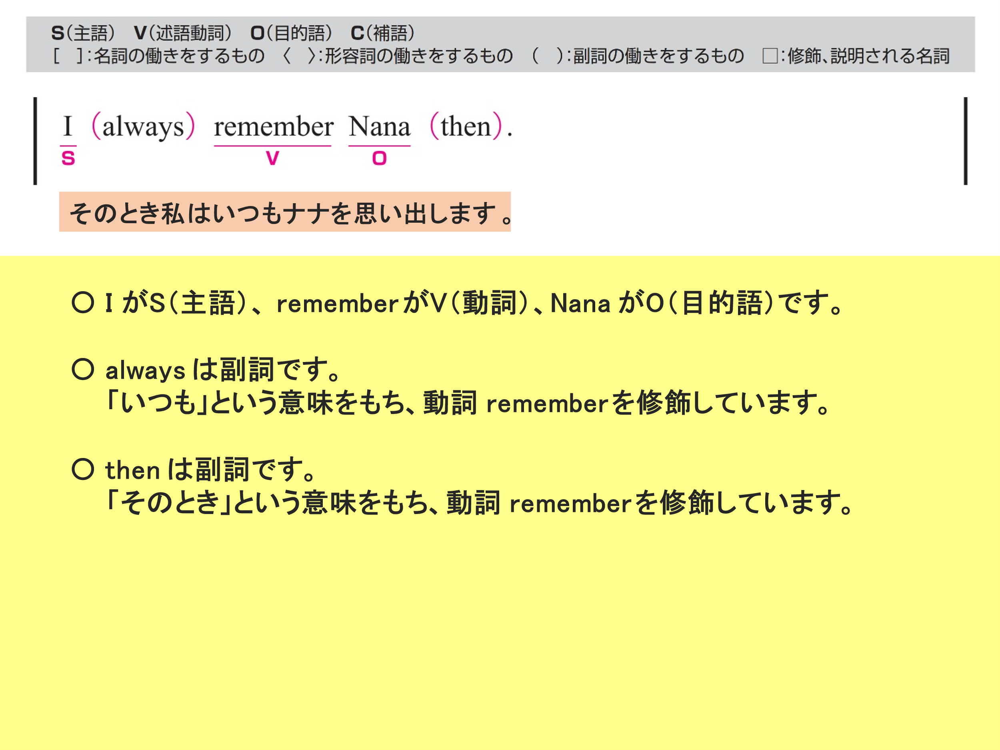 S（主語）　V（述語動詞）　O（目的語）　C（補語）
［　］：名詞の働きをするもの　〈　〉：形容詞の働きをするもの　（　）：副詞の働きをするもの　□：修飾、説明される名詞
I （always） remember Nana （then）.
S V O
そのとき私はいつもナナを思い出します。
○ I がS（主語）、 rememberがV（動詞）、Nana がO（目的語）です。
○ always は副詞です。
「いつも」という意味をもち、動詞 rememberを修飾しています。
○ then は副詞です。
「そのとき」という意味をもち、動詞 rememberを修飾しています。